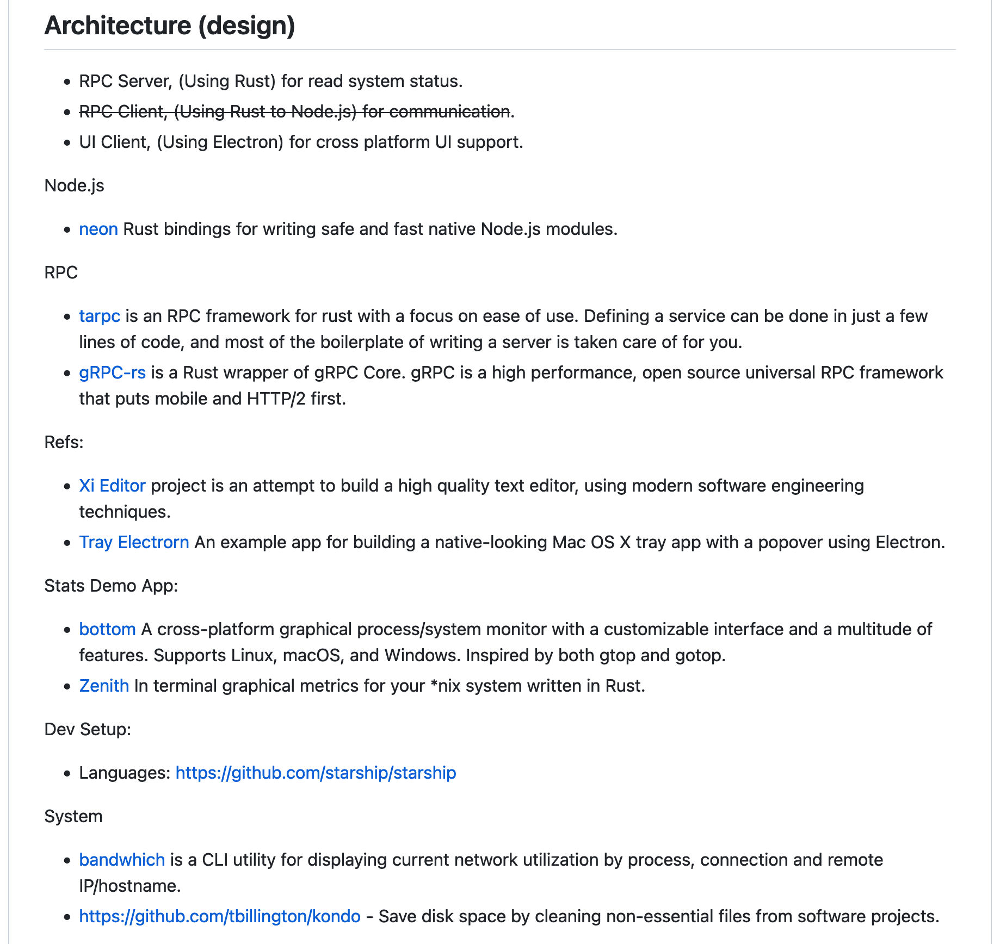 Architecture (design)
RPC Server, (Using Rust) for read system status.
RPC Client, (Using Rust to Node.js) for communication.
UI Client, (Using Electron) for cross platform UI support.
Node.js
neon Rust bindings for writing safe and fast native Node.js modules.
RPC
tarpc is an RPC framework for rust with a focus on ease of use. Defining a service can be done in just a few
lines of code, and most of the boilerplate of writing a server is taken care of for you.
gRPC-rs is a Rust wrapper of gRPC Core. gRPC is a high performance, open source universal RPC framework
that puts mobile and HTTP/2 first.
Refs:
Xi Editor project is an attempt to build a high quality text editor, using modern software engineering
techniques.
Tray Electrorn An example app for building a native-looking Mac OS X tray app with a popover using Electron.
Stats Demo App:
bottom A cross-platform graphical process/system monitor with a customizable interface and a multitude of
features. Supports Linux, macOS, and Windows. Inspired by both gtop and gotop.
Zenith In terminal graphical metrics for your *nix system written in Rust.
Dev Setup:
Languages: https://github.com/starship/starship
System
bandwhich is a CLI utility for displaying current network utilization by process, connection and remote
IP/hostname.
https://github.com/tbillington/kondo - Save disk space by cleaning non-essential files from software projects.